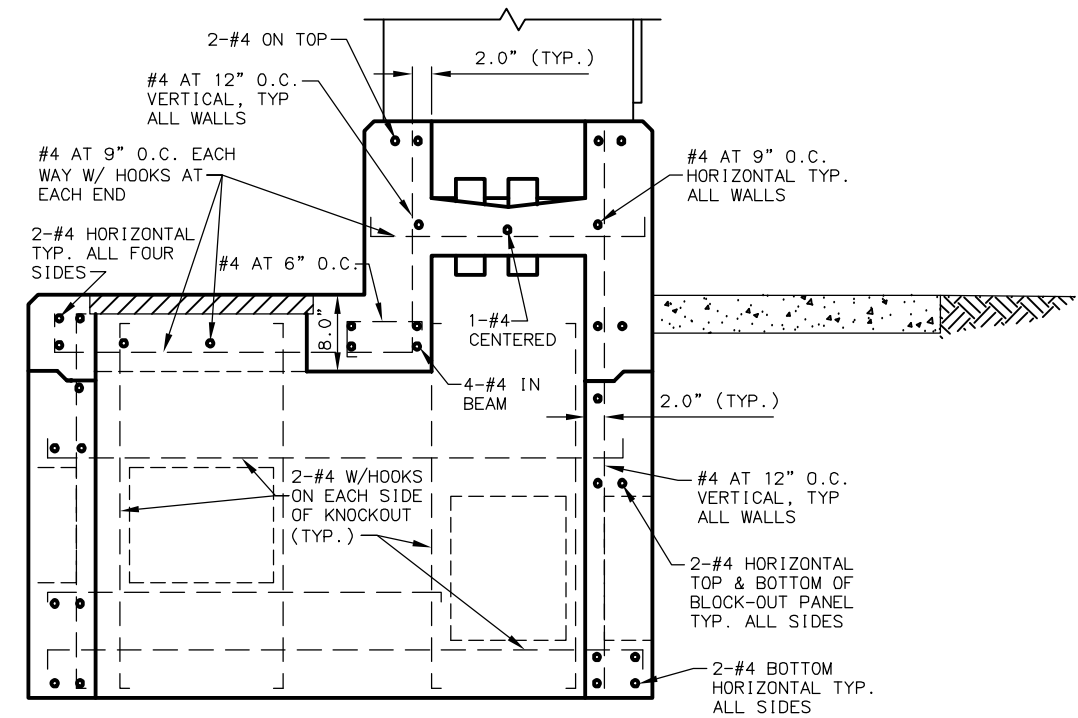 2-#4 ON TOP
2.0" (TYP.)
#4 AT 12" O.C.
VERTICAL, TYP
ALL WALLS
#4 AT 9" O.C. EACH
WAY W/ HOOKS AT
EACH END
#4 AT 9" O.C.
HORIZONTAL TYP.
ALL WALLS
2-#4 HORIZONTAL
TYP. ALL FOUR
SIDES
#4 AT 6" O.C.
8.0"
1-#4
CENTERED
4-#4 IN
BEAM
2.0" (TYP.)
2-#4 W/HOOKS
ON EACH SIDE
OF KNOCKOUT
(TYP.)
#4 AT 12" O.C.
VERTICAL, TYP
ALL WALLS
2-#4 HORIZONTAL
TOP & BOTTOM OF
BLOCK-OUT PANEL
TYP. ALL SIDES
2-#4 BOTTOM
HORIZONTAL TYP.
ALL SIDES